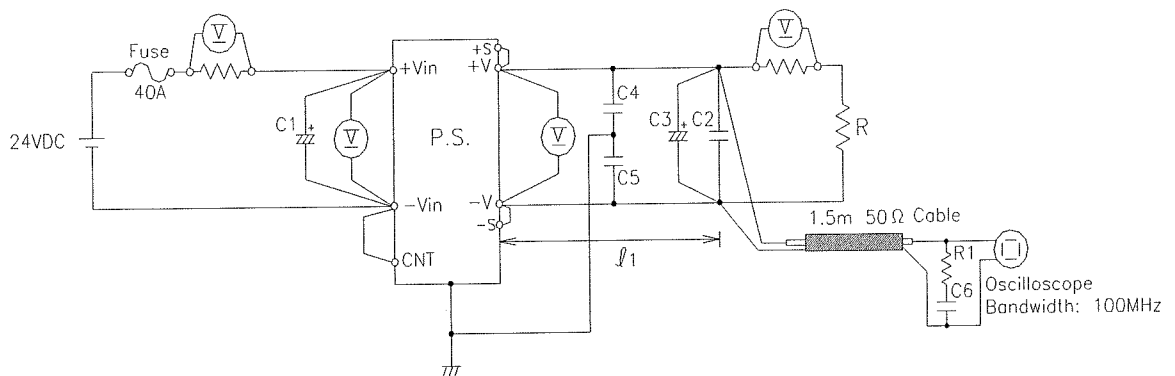 Fuse
40A
V
24VDC
C1
+
V
+Vin
-Vin
CNT
P.S.
+S
+V
-V
-S
V
C4
C5
C3
+
C2
V
R
ℓ1
1.5m 50Ω Cable
R1
C6
Oscilloscope
Bandwidth: 100MHz